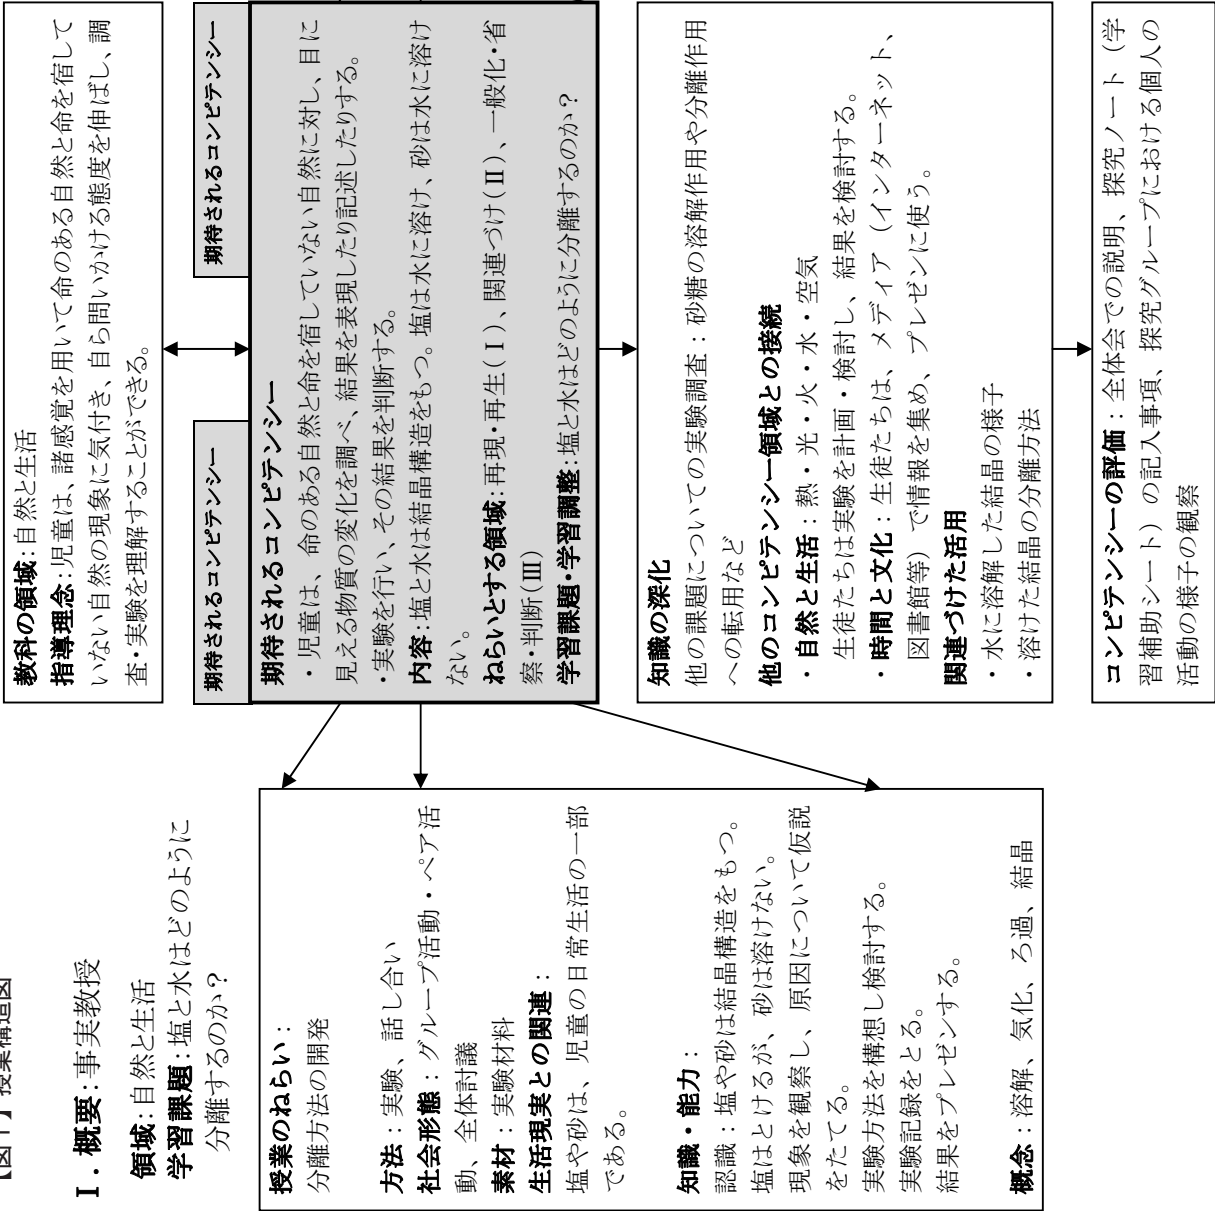 【図1】授業構造図
Ⅰ．概要：事実教授
領域：自然と生活
学習課題：塩と水はどのように
分離するのか？
教科の領域：自然と生活
指導理念：児童は、諸感覚を用いて命のある自然と命を宿して
いない自然の現象に気付き、自ら問いかける態度を伸ばし、調
査・実験を理解することができる。
期待されるコンピテンシー
期待されるコンピテンシー
期待されるコンピテンシー
・ 児童は、命のある自然と命を宿していない自然に対し、目に
見える物質の変化を調べ、結果を表現したり記述したりする。
・実験を行い、その結果を判断する。
内容：塩と水は結晶構造をもつ。塩は水に溶け、砂は水に溶け
ない。
ねらいとする領域：再現・再生(Ⅰ)、関連づけ(Ⅱ)、一般化・省
察・判断(Ⅲ)
学習課題・学習調整：塩と水はどのように分離するのか？
授業のねらい：
分離方法の開発
方法：実験、話し合い
社会形態：グループ活動・ペア活
動、全体討議
素材：実験材料
生活現実との関連：
塩や砂は、児童の日常生活の一部
である。
知識・能力：
認識：塩や砂は結晶構造をもつ。
塩はとけるが、砂は溶けない。
現象を観察し、原因について仮説
をたてる。
実験方法を構想し検討する。
実験記録をとる。
結果をプレゼンする。
概念：溶解、気化、ろ過、結晶
知識の深化
他の課題についての実験調査：砂糖の溶解作用や分離作用
への転用など
他のコンピテンシー領域との接続
・ 自然と生活：熱・光・火・水・空気
生徒たちは実験を計画・検討し、結果を検討する。
・ 時間と文化：生徒たちは、メディア（インターネット、
図書館等）で情報を集め、プレゼンに使う。
関連づけた活用
・ 水に溶解した結晶の様子
・ 溶けた結晶の分離方法
コンピテンシーの評価：全体会での説明、探究ノート（学
習補助シート）の記入事項、探究グループにおける個人の
活動の様子の観察